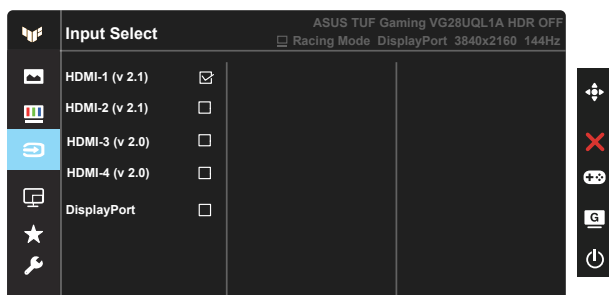 ASUS TUF Gaming VG28UQL1A HDR OFF
Input Select
Racing Mode DisplayPort 3840x2160 144Hz
HDMI-1 (v 2.1)
HDMI-2 (v 2.1)
HDMI-3 (v 2.0)
HDMI-4 (v 2.0)
DisplayPort
G